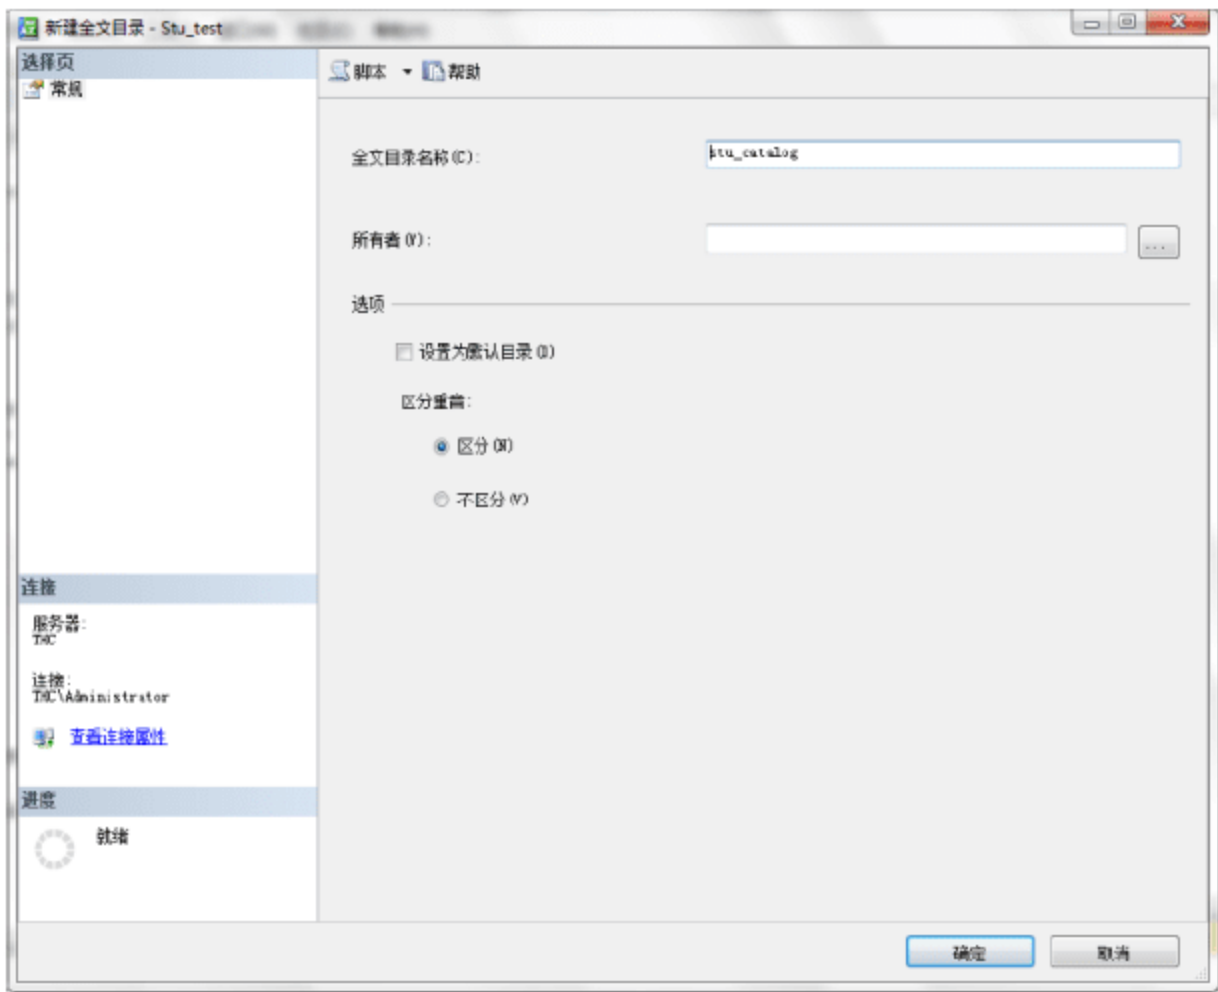 新建全文目录 - Stu_test
选择页
常规
脚本
帮助
全文目录名称(C):
stu_catalog
所有者(Y):
...
选项
设置为默认目录(D)
区分重音:
区分(N)
不区分(V)
连接
服务器:
THC
连接:
THC\Administrator
查看连接属性
进度
就绪
确定
取消